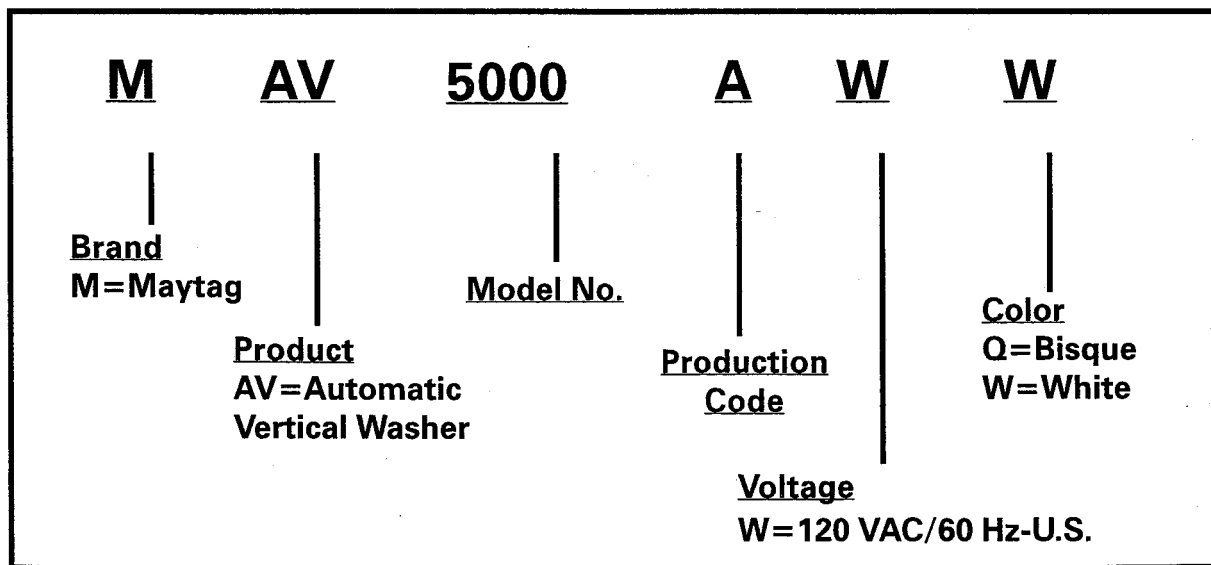 M AV 5000 A W W
Brand
M=Maytag
Product
AV=Automatic
Vertical Washer
Model No.
Production
Code
Voltage
W=120 VAC/60 Hz-U.S.
Color
Q=Bisque
W=White